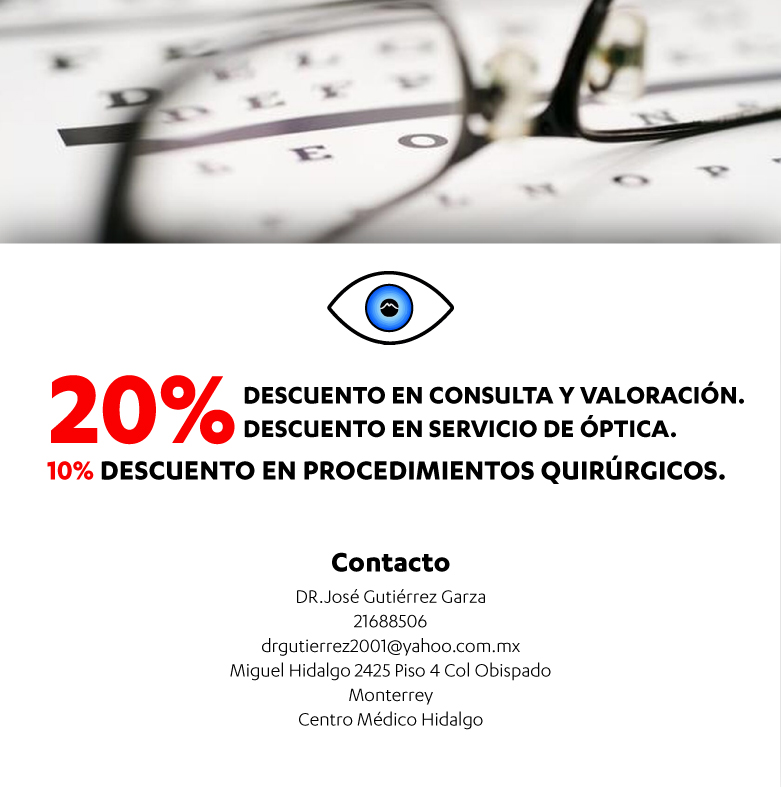 D E L
D E F P
L E O N S
L N O P
20% DESCUENTO EN CONSULTA Y VALORACIÓN.
DESCUENTO EN SERVICIO DE ÓPTICA.
10% DESCUENTO EN PROCEDIMIENTOS QUIRÚRGICOS.
Contacto
DR.José Gutiérrez Garza
21688506
drgutierrez2001@yahoo.com.mx
Miguel Hidalgo 2425 Piso 4 Col Obispado
Monterrey
Centro Médico Hidalgo